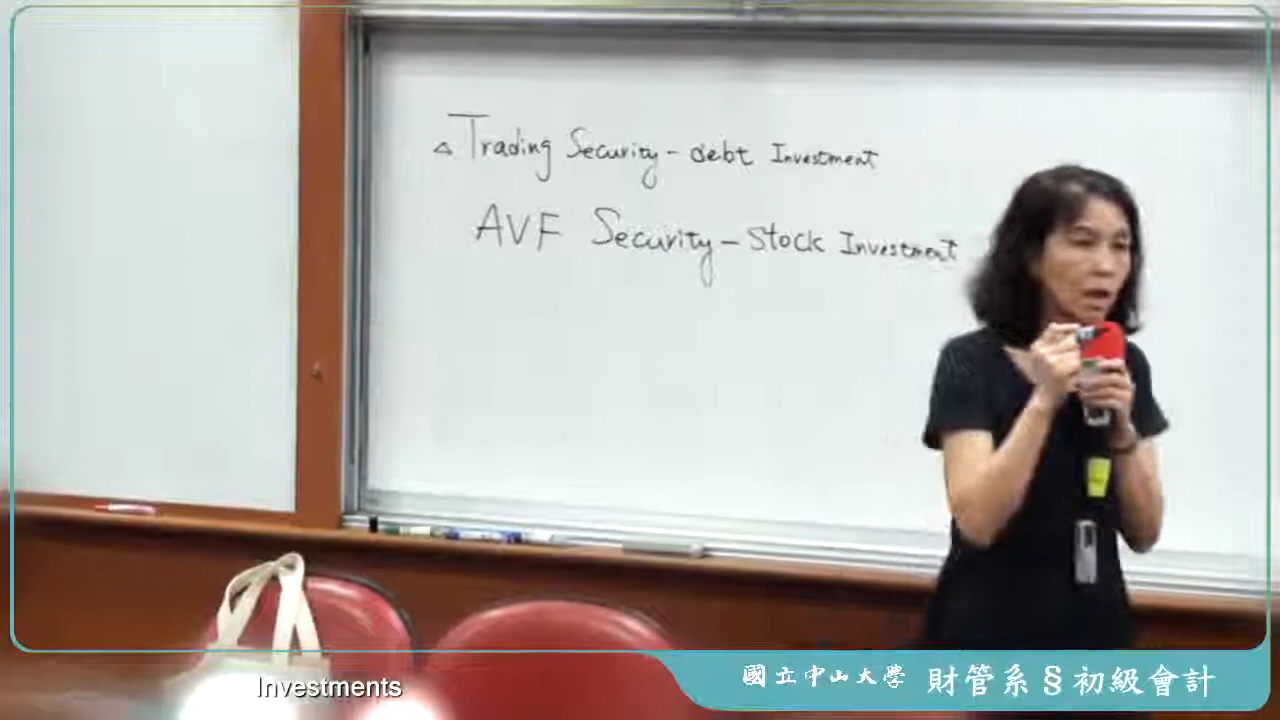 △ Trading Security - debt Investment
AVF Security - Stock Investment
Investments
國立中山大學 財管系§初級會計